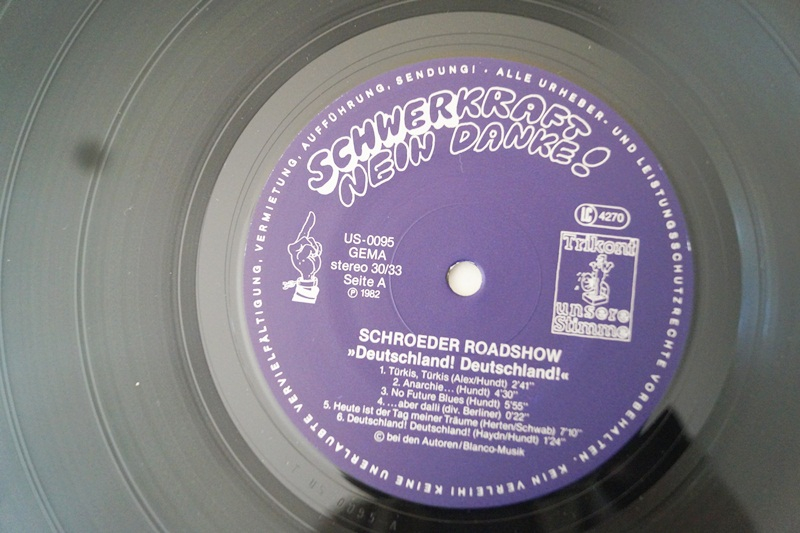 SCHWERKRAFT
NEIN DANKE!
ALLE URHEBER- UND LEISTUNGSSCHUTZRECHTE VORBEHALTEN. KEIN VERLEIH! KEINE UNERLAUBTE VERVIELFÄLTIGUNG, VERMIETUNG, AUFFÜHRUNG, SENDUNG! ·
LC 4270
US-0095
GEMA
stereo 30/33
Seite A
℗ 1982
Trikont
unsere
Stimme
SCHROEDER ROADSHOW
»Deutschland! Deutschland!«
1. Türkis, Türkis (Alex/Hundt) 2'41"
2. Anarchie... (Hundt) 4'30"
3. No Future Blues (Hundt) 5'55"
4. ...aber dalli (div. Berliner) 0'22"
5. Heute ist der Tag meiner Träume (Herten/Schwab) 7'10"
6. Deutschland! Deutschland! (Haydn/Hundt) 1'24"
© bei den Autoren/Blanco-Musik